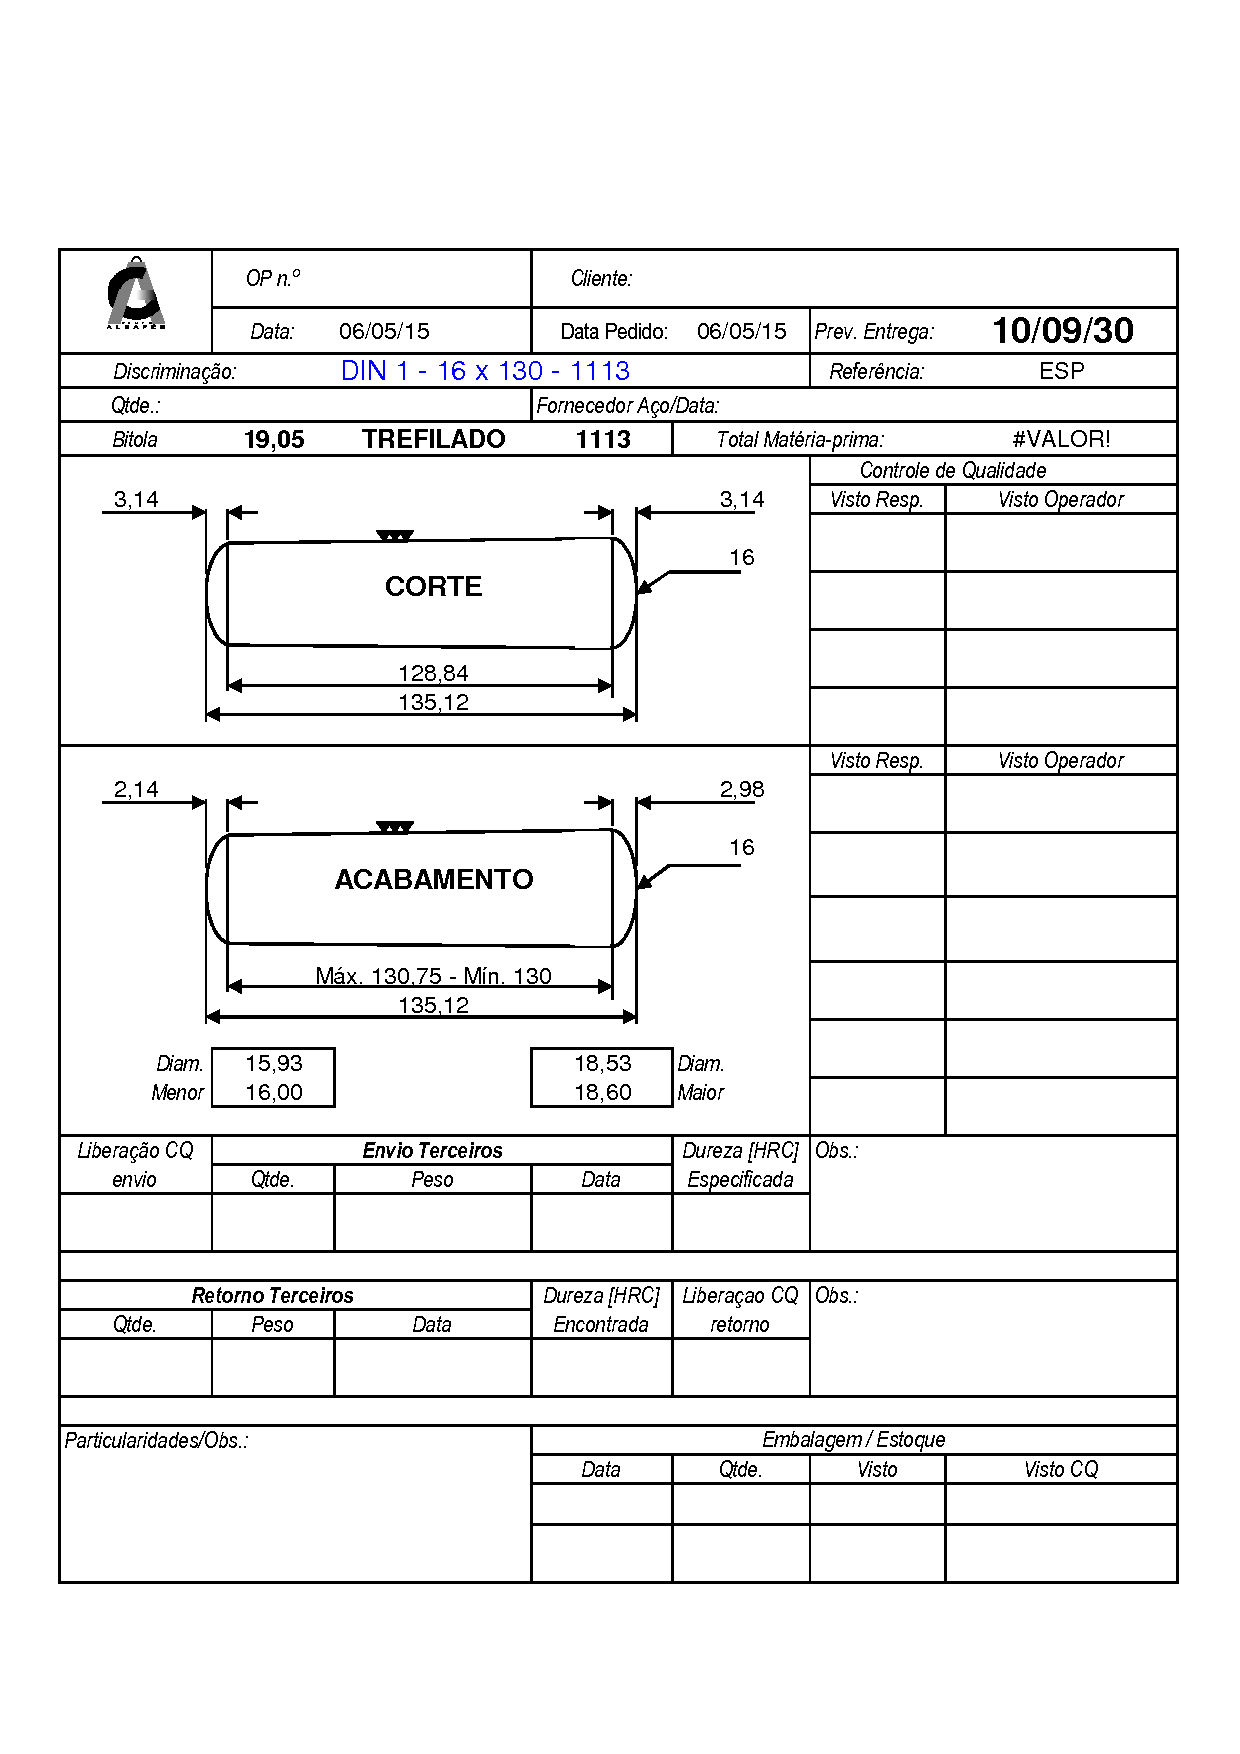 ALBAPES
OP n.º Cliente:
Data: 06/05/15 Data Pedido: 06/05/15 Prev. Entrega: 10/09/30
Discriminação: DIN 1 - 16 x 130 - 1113 Referência: ESP
Qtde.: Fornecedor Aço/Data:
Bitola 19,05 TREFILADO 1113 Total Matéria-prima: #VALOR!
Controle de Qualidade
3,14 3,14 Visto Resp. Visto Operador
16
CORTE
128,84
135,12
Visto Resp. Visto Operador
2,14 2,98
16
ACABAMENTO
Máx. 130,75 - Mín. 130
135,12
Diam. 15,93 18,53 Diam.
Menor 16,00 18,60 Maior
Liberação CQ Envio Terceiros Dureza [HRC] Obs.:
envio Qtde. Peso Data Especificada
Retorno Terceiros Dureza [HRC] Liberaçao CQ Obs.:
Qtde. Peso Data Encontrada retorno
Particularidades/Obs.: Embalagem / Estoque
Data Qtde. Visto Visto CQ